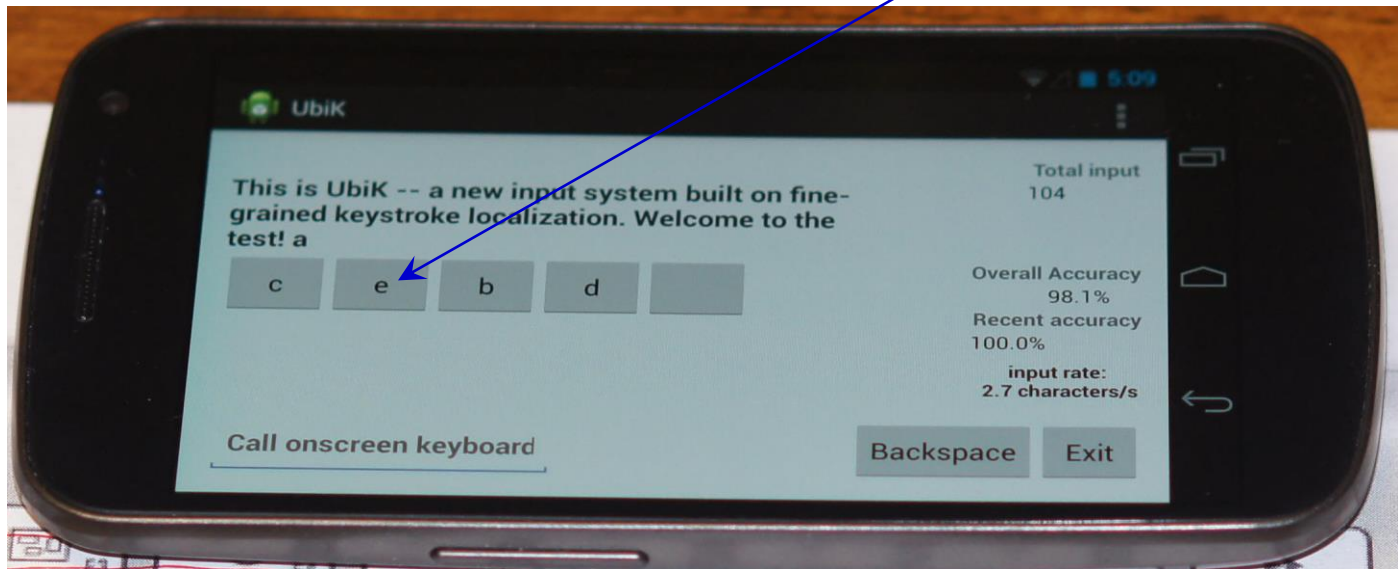 5:09
UbiK
This is UbiK -- a new input system built on fine-
grained keystroke localization. Welcome to the
test! a
c e b d
Total input
104
Overall Accuracy
98.1%
Recent accuracy
100.0%
input rate:
2.7 characters/s
Call onscreen keyboard
Backspace Exit